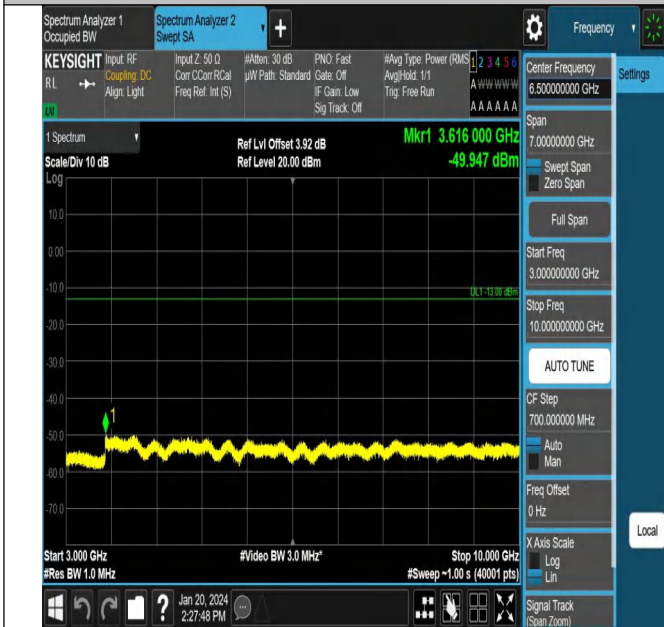 Spectrum Analyzer 1
Occupied BW
Spectrum Analyzer 2
Swept SA
+
Frequency
KEYSIGHT
RL
LXI
Input: RF
Coupling: DC
Align: Light
Input Z: 50 Ω
Corr CCorr RCal
Freq Ref: Int (S)
#Atten: 30 dB
µW Path: Standard
PNO: Fast
Gate: Off
IF Gain: Low
Sig Track: Off
#Avg Type: Power (RMS
Avg|Hold: 1/1
Trig: Free Run
1 2 3 4 5 6
A W W W W W
A A A A A A
Center Frequency
6.500000000 GHz
Settings
1 Spectrum
Scale/Div 10 dB
Log
Ref Lvl Offset 3.92 dB
Ref Level 20.00 dBm
Mkr1 3.616 000 GHz
-49.947 dBm
Span
7.00000000 GHz
Swept Span
Zero Span
Full Span
Start Freq
3.000000000 GHz
Stop Freq
10.000000000 GHz
AUTO TUNE
CF Step
700.000000 MHz
Auto
Man
Freq Offset
0 Hz
X Axis Scale
Log
Lin
Local
Signal Track
(Span Zoom)
10.0
0.00
-10.0
DL1 -13.00 dBm
-20.0
-30.0
-40.0
1
-50.0
-60.0
-70.0
Start 3.000 GHz
#Res BW 1.0 MHz
#Video BW 3.0 MHz*
Stop 10.000 GHz
#Sweep ~1.00 s (40001 pts)
?
Jan 20, 2024
2:27:48 PM